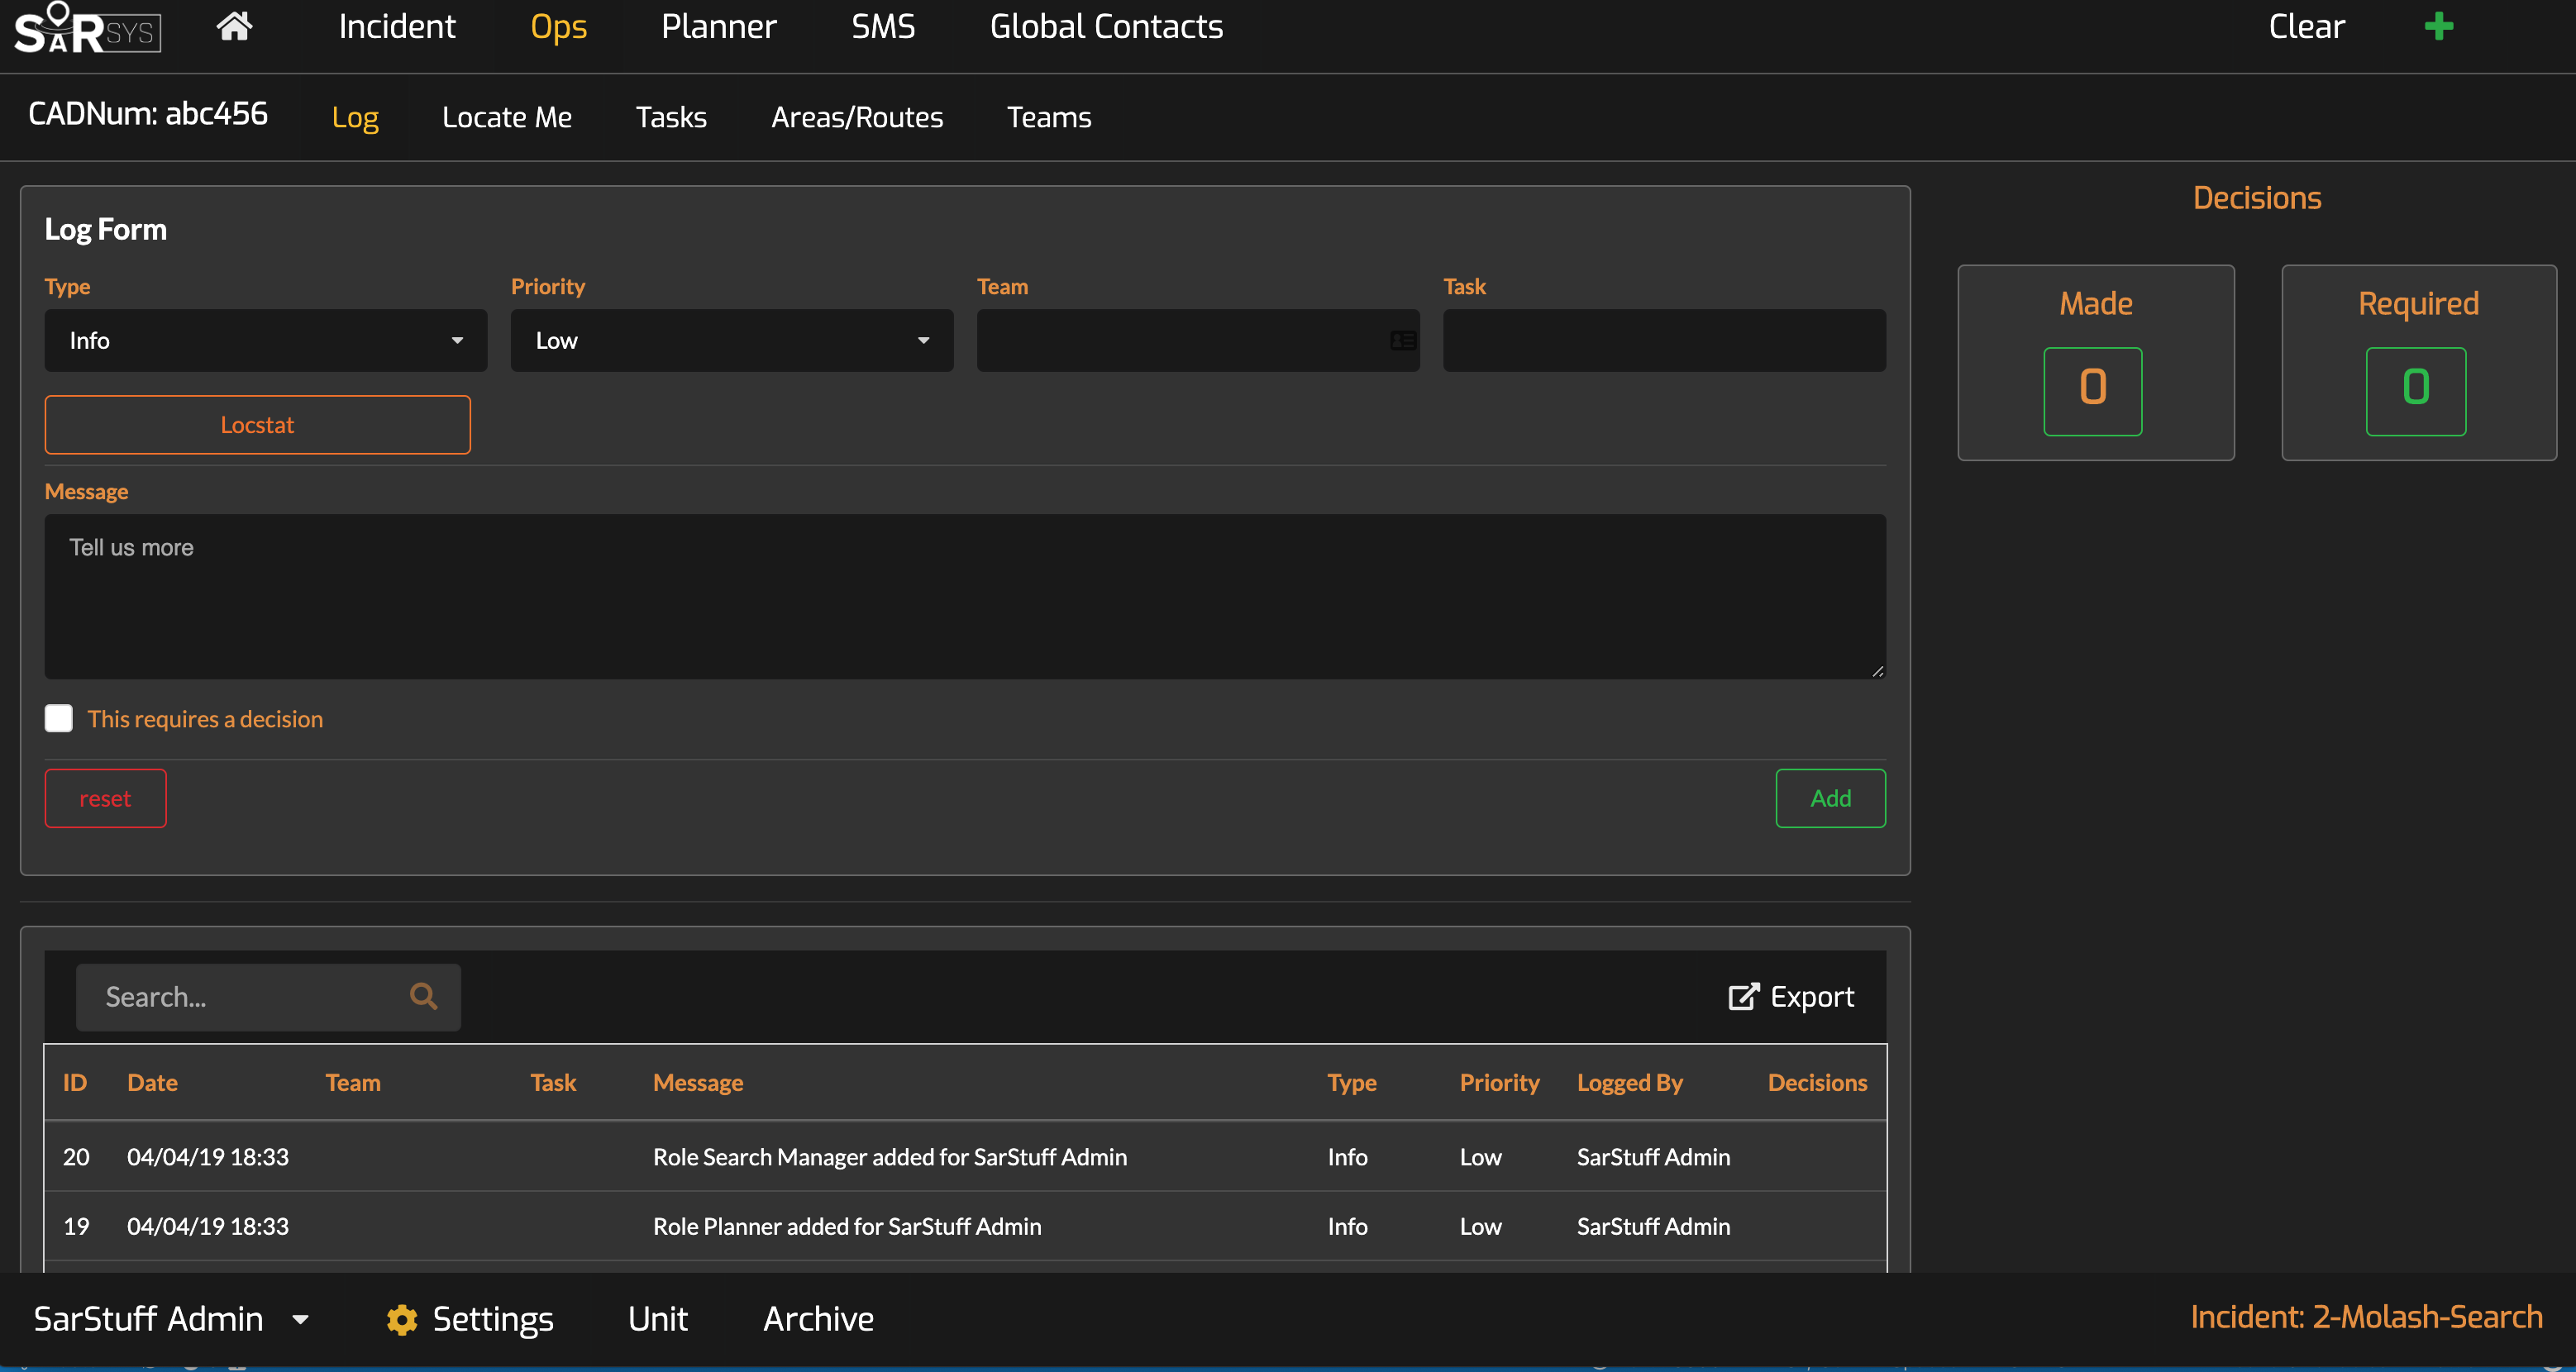 SARSYS Incident Ops Planner SMS Global Contacts Clear
CADNum: abc456 Log Locate Me Tasks Areas/Routes Teams
Log Form
Type Priority Team Task
Info Low
Locstat
Message
Tell us more
This requires a decision
reset Add
Decisions
Made Required
0 0
Search... Export
ID Date Team Task Message Type Priority Logged By Decisions
20 04/04/19 18:33 Role Search Manager added for SarStuff Admin Info Low SarStuff Admin
19 04/04/19 18:33 Role Planner added for SarStuff Admin Info Low SarStuff Admin
SarStuff Admin Settings Unit Archive Incident: 2-Molash-Search